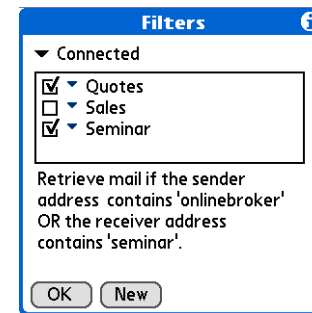 Filters
Connected
Quotes
Sales
Seminar
Retrieve mail if the sender
address contains 'onlinebroker'
OR the receiver address
contains 'seminar'.
OK New